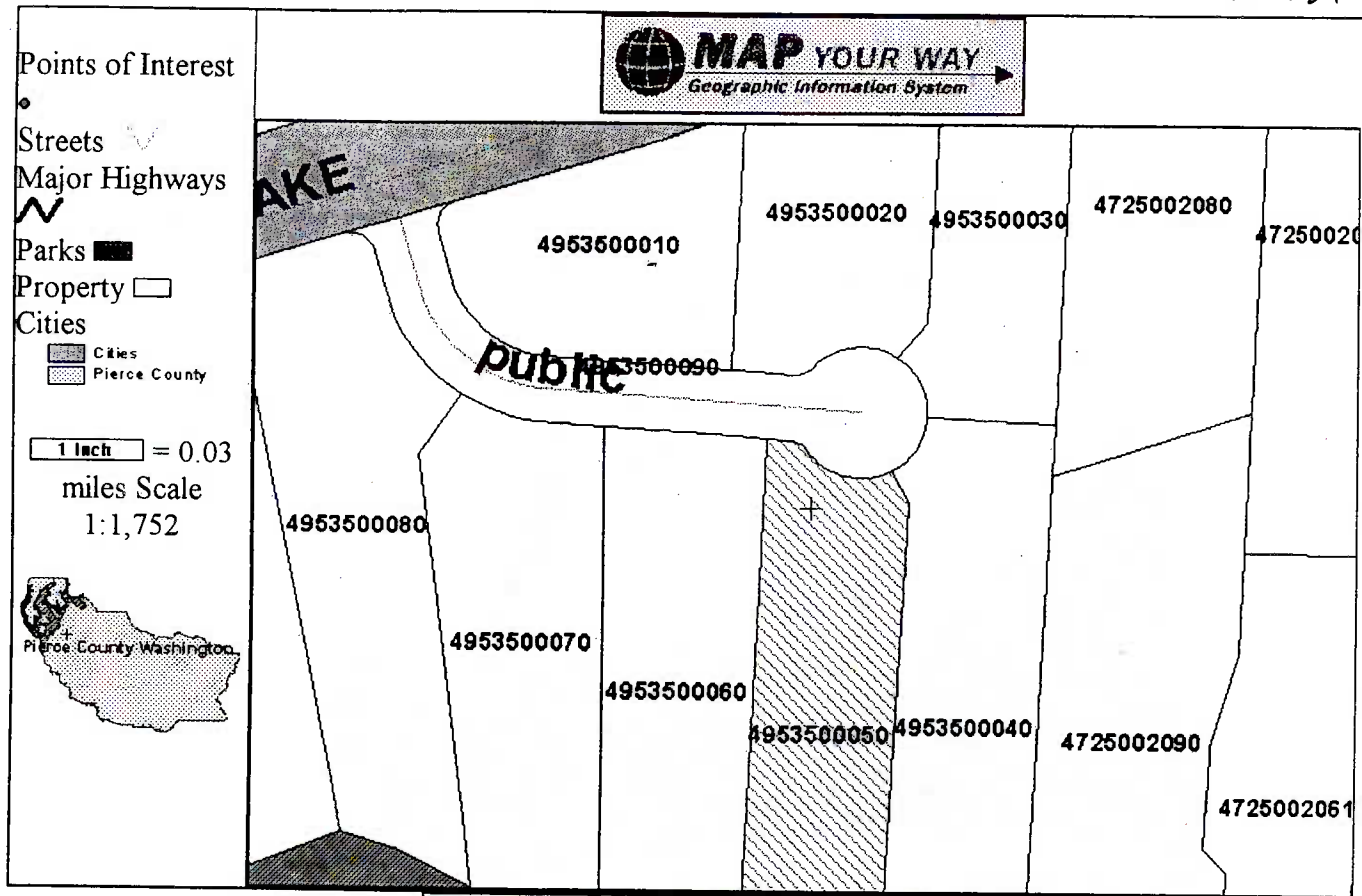 MAP YOUR WAY
Geographic Information System
Points of Interest
Streets
Major Highways
Parks
Property
Cities
Cities
Pierce County
1 Inch = 0.03
miles Scale
1:1,752
Pierce County Washington
AKE
public
4953500010
4953500020
4953500030
4725002080
47250020
4953500090
4953500080
4953500070
4953500060
4953500050
4953500040
4725002090
4725002061